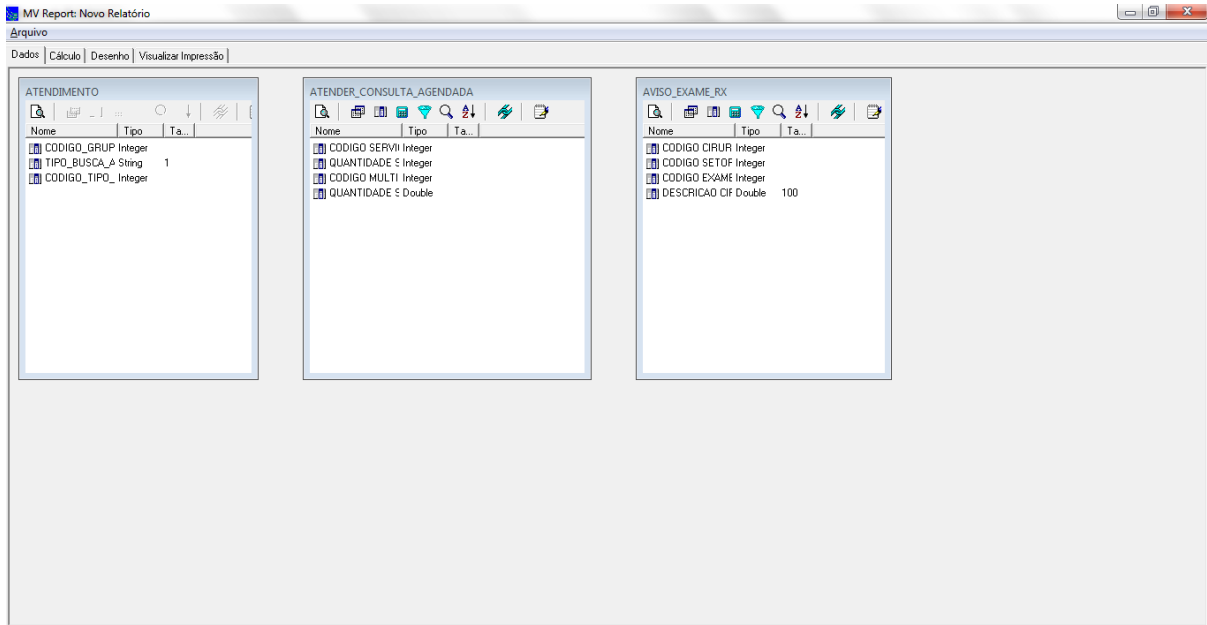 MV Report: Novo Relatório
Arquivo
Dados Cálculo Desenho Visualizar Impressão
ATENDIMENTO
Nome Tipo Ta...
CODIGO_GRUP Integer
TIPO_BUSCA_A String 1
CODIGO_TIPO_ Integer
ATENDER_CONSULTA_AGENDADA
Nome Tipo Ta...
CODIGO SERVI Integer
QUANTIDADE S Integer
CODIGO MULTI Integer
QUANTIDADE S Double
AVISO_EXAME_RX
Nome Tipo Ta...
CODIGO CIRUR Integer
CODIGO SETOF Integer
CODIGO EXAME Integer
DESCRICAO CIF Double 100